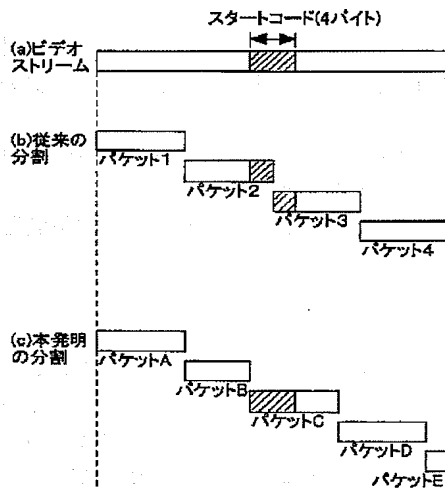 スタートコード(4バイト)
(a)ビデオ
ストリーム
(b)従来の
分割
パケット1
パケット2
パケット3
パケット4
(c)本発明
の分割
パケットA
パケットB
パケットC
パケットD
パケットE